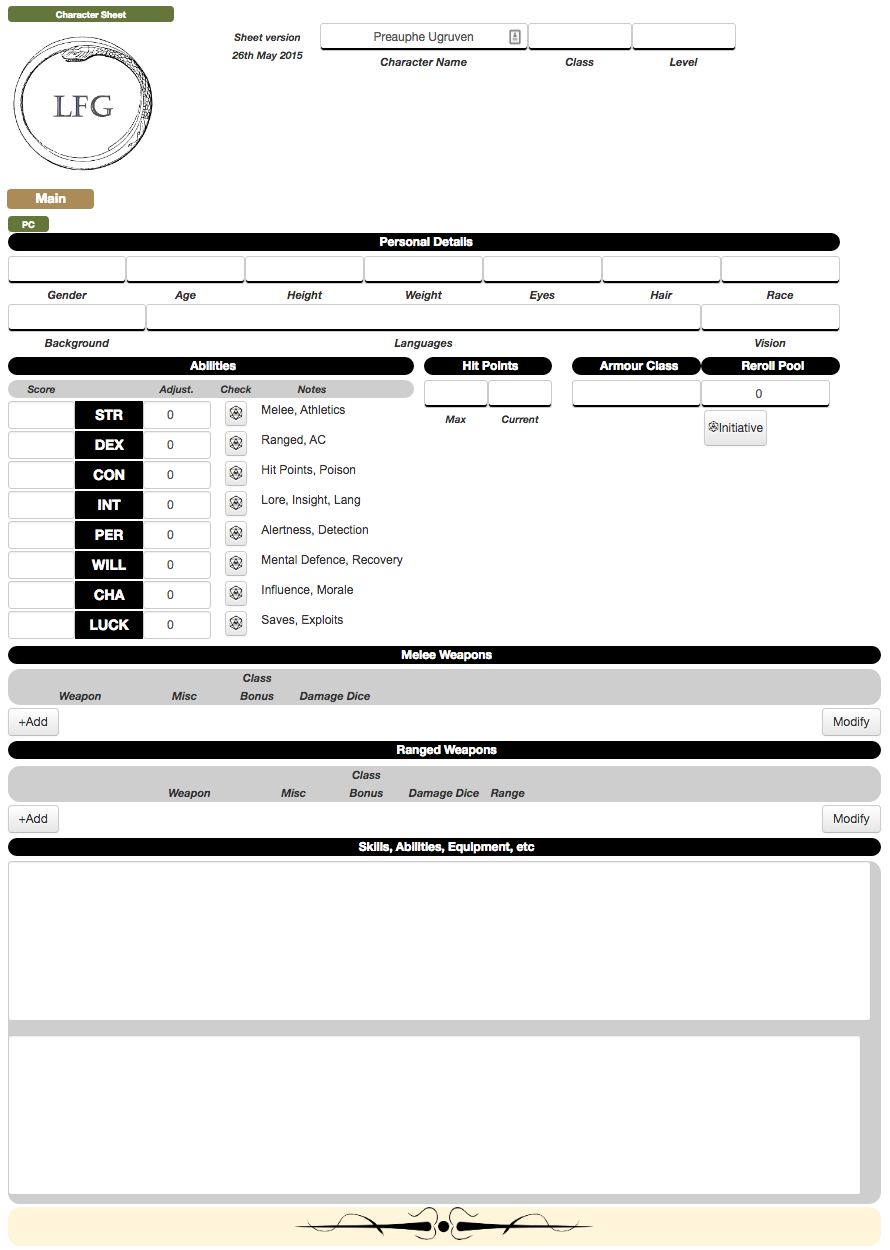 Character Sheet
Sheet version
26th May 2015
Preauphe Ugruven
Character Name Class Level
LFG
Main
PC
Personal Details
Gender Age Height Weight Eyes Hair Race
Background Languages Vision
Abilities Hit Points Armour Class Reroll Pool
Score Adjust. Check Notes
0
Max Current
Initiative
STR 0 Melee, Athletics
DEX 0 Ranged, AC
CON 0 Hit Points, Poison
INT 0 Lore, Insight, Lang
PER 0 Alertness, Detection
WILL 0 Mental Defence, Recovery
CHA 0 Influence, Morale
LUCK 0 Saves, Exploits
Melee Weapons
Class
Weapon Misc Bonus Damage Dice
+Add Modify
Ranged Weapons
Class
Weapon Misc Bonus Damage Dice Range
+Add Modify
Skills, Abilities, Equipment, etc